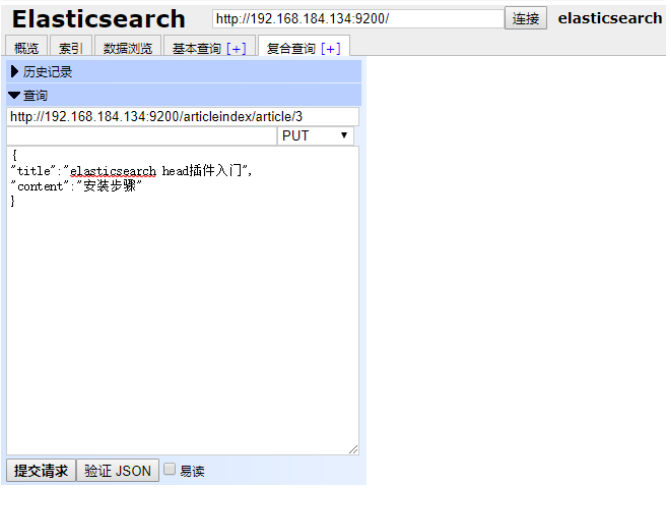 Elasticsearch http://192.168.184.134:9200/ 连接 elasticsearch
概览 索引 数据浏览 基本查询 [+] 复合查询 [+]
历史记录
查询
http://192.168.184.134:9200/articleindex/article/3
PUT
{
"title":"elasticsearch head插件入门",
"content":"安装步骤"
}
提交请求 验证 JSON 易读